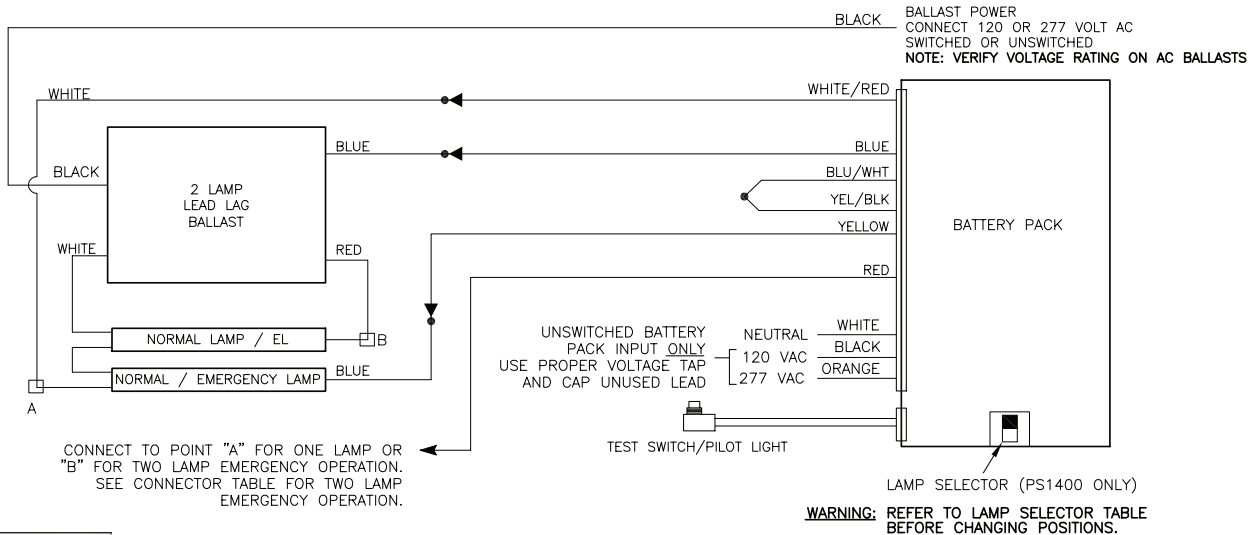 BLACK
BALLAST POWER
CONNECT 120 OR 277 VOLT AC
SWITCHED OR UNSWITCHED
NOTE: VERIFY VOLTAGE RATING ON AC BALLASTS
WHITE
WHITE/RED
BLUE
BLUE
BLACK
2 LAMP
LEAD LAG
BALLAST
BLU/WHT
YEL/BLK
YELLOW
BATTERY PACK
WHITE
RED
RED
NORMAL LAMP / EL
B
NORMAL / EMERGENCY LAMP
BLUE
A
UNSWITCHED BATTERY
PACK INPUT ONLY
USE PROPER VOLTAGE TAP
AND CAP UNUSED LEAD
NEUTRAL
WHITE
120 VAC
BLACK
277 VAC
ORANGE
TEST SWITCH/PILOT LIGHT
CONNECT TO POINT "A" FOR ONE LAMP OR
"B" FOR TWO LAMP EMERGENCY OPERATION.
SEE CONNECTOR TABLE FOR TWO LAMP
EMERGENCY OPERATION.
LAMP SELECTOR (PS1400 ONLY)
WARNING: REFER TO LAMP SELECTOR TABLE
BEFORE CHANGING POSITIONS.